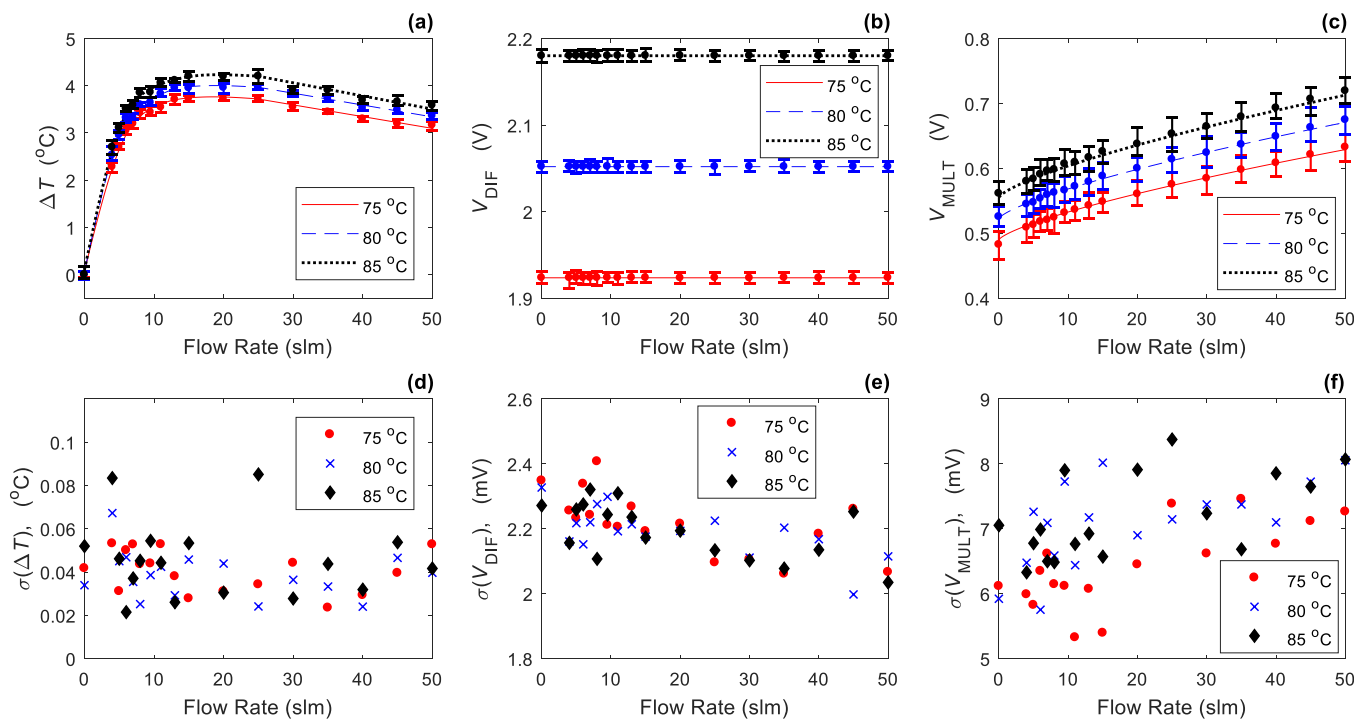 (a)
5
4
3
2
1
0
ΔT (°C)
75 °C
80 °C
85 °C
0 10 20 30 40 50
Flow Rate (slm)
(b)
2.2
2.1
2
1.9
V_DIF (V)
75 °C
80 °C
85 °C
0 10 20 30 40 50
Flow Rate (slm)
(c)
0.8
0.7
0.6
0.5
0.4
V_MULT (V)
75 °C
80 °C
85 °C
0 10 20 30 40 50
Flow Rate (slm)
(d)
0.1
0.08
0.06
0.04
0.02
0
σ(ΔT), (°C)
75 °C
80 °C
85 °C
0 10 20 30 40 50
Flow Rate (slm)
(e)
2.6
2.4
2.2
2
1.8
σ(V_DIF), (mV)
75 °C
80 °C
85 °C
0 10 20 30 40 50
Flow Rate (slm)
(f)
9
8
7
6
5
σ(V_MULT), (mV)
75 °C
80 °C
85 °C
0 10 20 30 40 50
Flow Rate (slm)